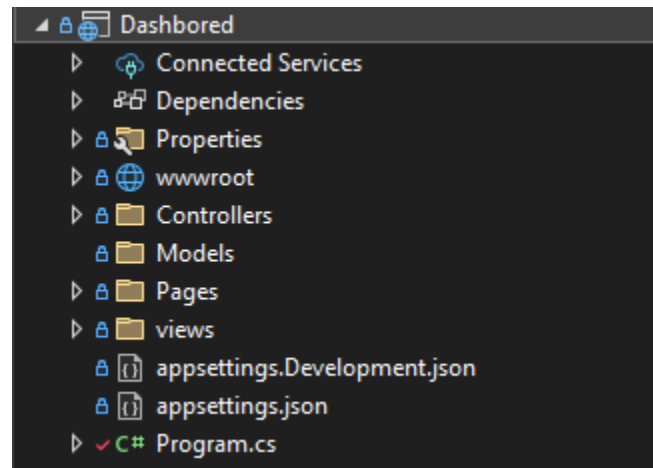 Dashbored
Connected Services
Dependencies
Properties
wwwroot
Controllers
Models
Pages
views
appsettings.Development.json
appsettings.json
C# Program.cs